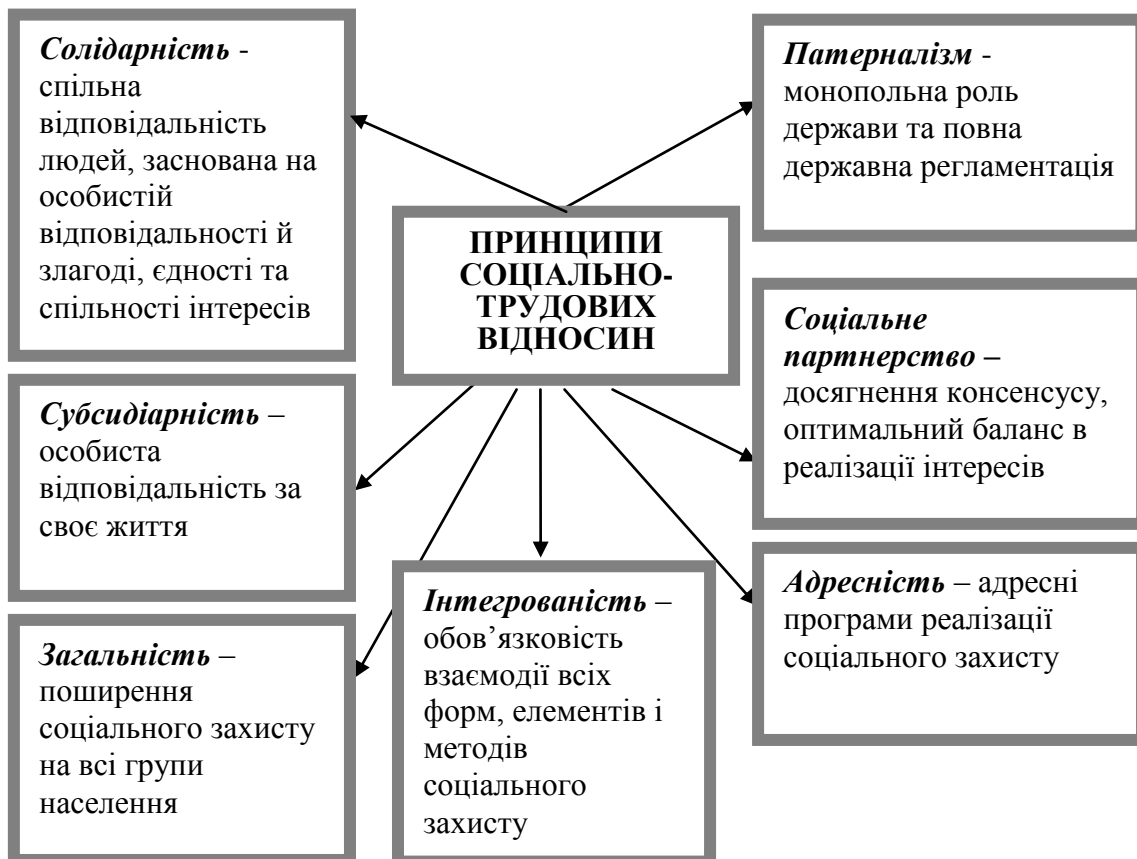 Солідарність -
спільна
відповідальність
людей, заснована на
особистій
відповідальності й
злагоді, єдності та
спільності інтересів
Патерналізм -
монопольна роль
держави та повна
державна регламентація
ПРИНЦИПИ
СОЦІАЛЬНО-
ТРУДОВИХ
ВІДНОСИН
Соціальне
партнерство –
досягнення консенсусу,
оптимальний баланс в
реалізації інтересів
Субсидіарність –
особиста
відповідальність за
своє життя
Адресність – адресні
програми реалізації
соціального захисту
Інтегрованість –
обов’язковість
взаємодії всіх
форм, елементів і
методів
соціального
захисту
Загальність –
поширення
соціального захисту
на всі групи
населення